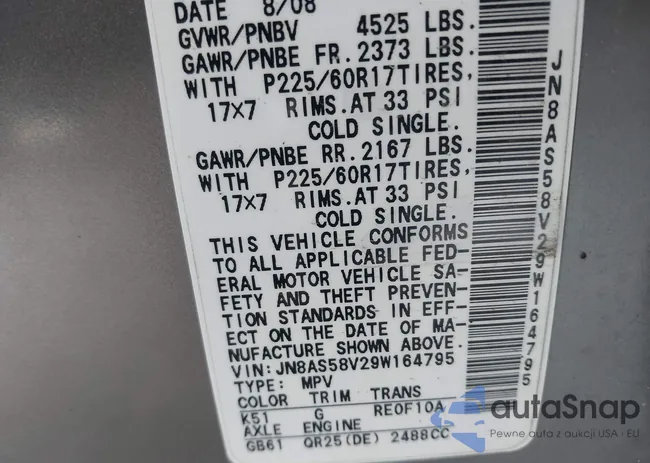 DATE 8/08
GVWR/PNBV 4525 LBS.
GAWR/PNBE FR. 2373 LBS.
WITH P225/60R17TIRES,
17×7 RIMS. AT 33 PSI
COLD SINGLE.
GAWR/PNBE RR. 2167 LBS.
WITH P225/60R17TIRES,
17×7 RIMS. AT 33 PSI
COLD SINGLE.
THIS VEHICLE CONFORMS
TO ALL APPLICABLE FED-
ERAL MOTOR VEHICLE SA-
FETY AND THEFT PREVEN-
TION STANDARDS IN EFF-
ECT ON THE DATE OF MA-
NUFACTURE SHOWN ABOVE.
VIN: JN8AS58V29W164795
TYPE: MPV
COLOR TRIM TRANS
K51 G RE0F10A
AXLE ENGINE
GB61 QR25(DE) 2488CC
JN8AS58V29W164795
autoSnap
Pewne auta z aukcji USA i EU